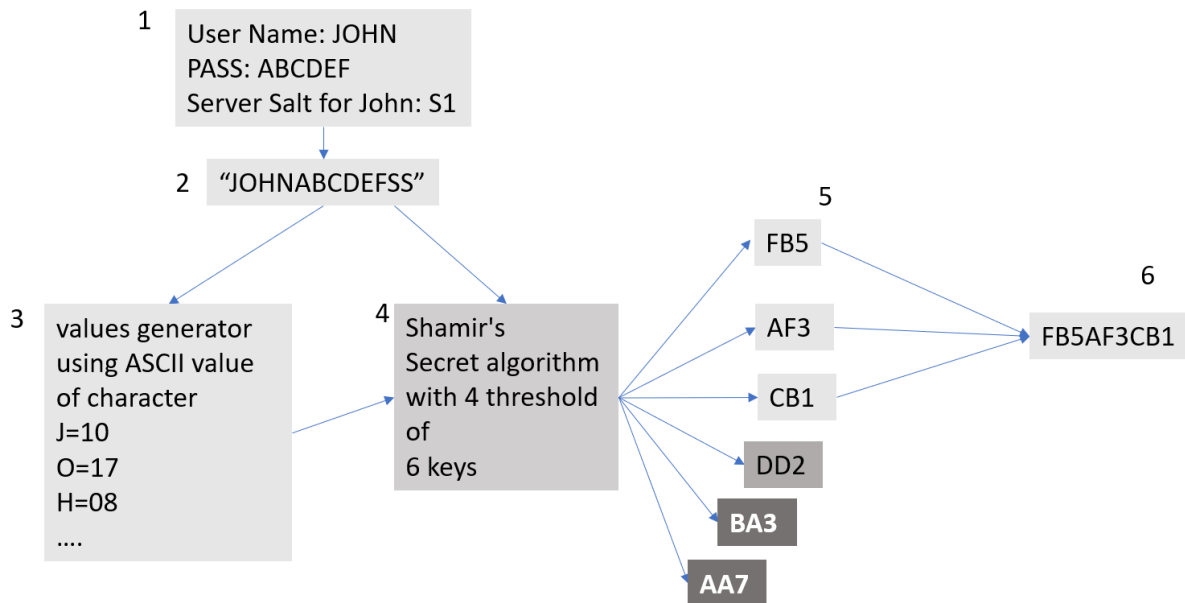 1
User Name: JOHN
PASS: ABCDEF
Server Salt for John: S1
2
“JOHNABCDEFSS”
3
values generator
using ASCII value
of character
J=10
O=17
H=08
....
4
Shamir's
Secret algorithm
with 4 threshold
of
6 keys
5
FB5
AF3
CB1
DD2
BA3
AA7
6
FB5AF3CB1